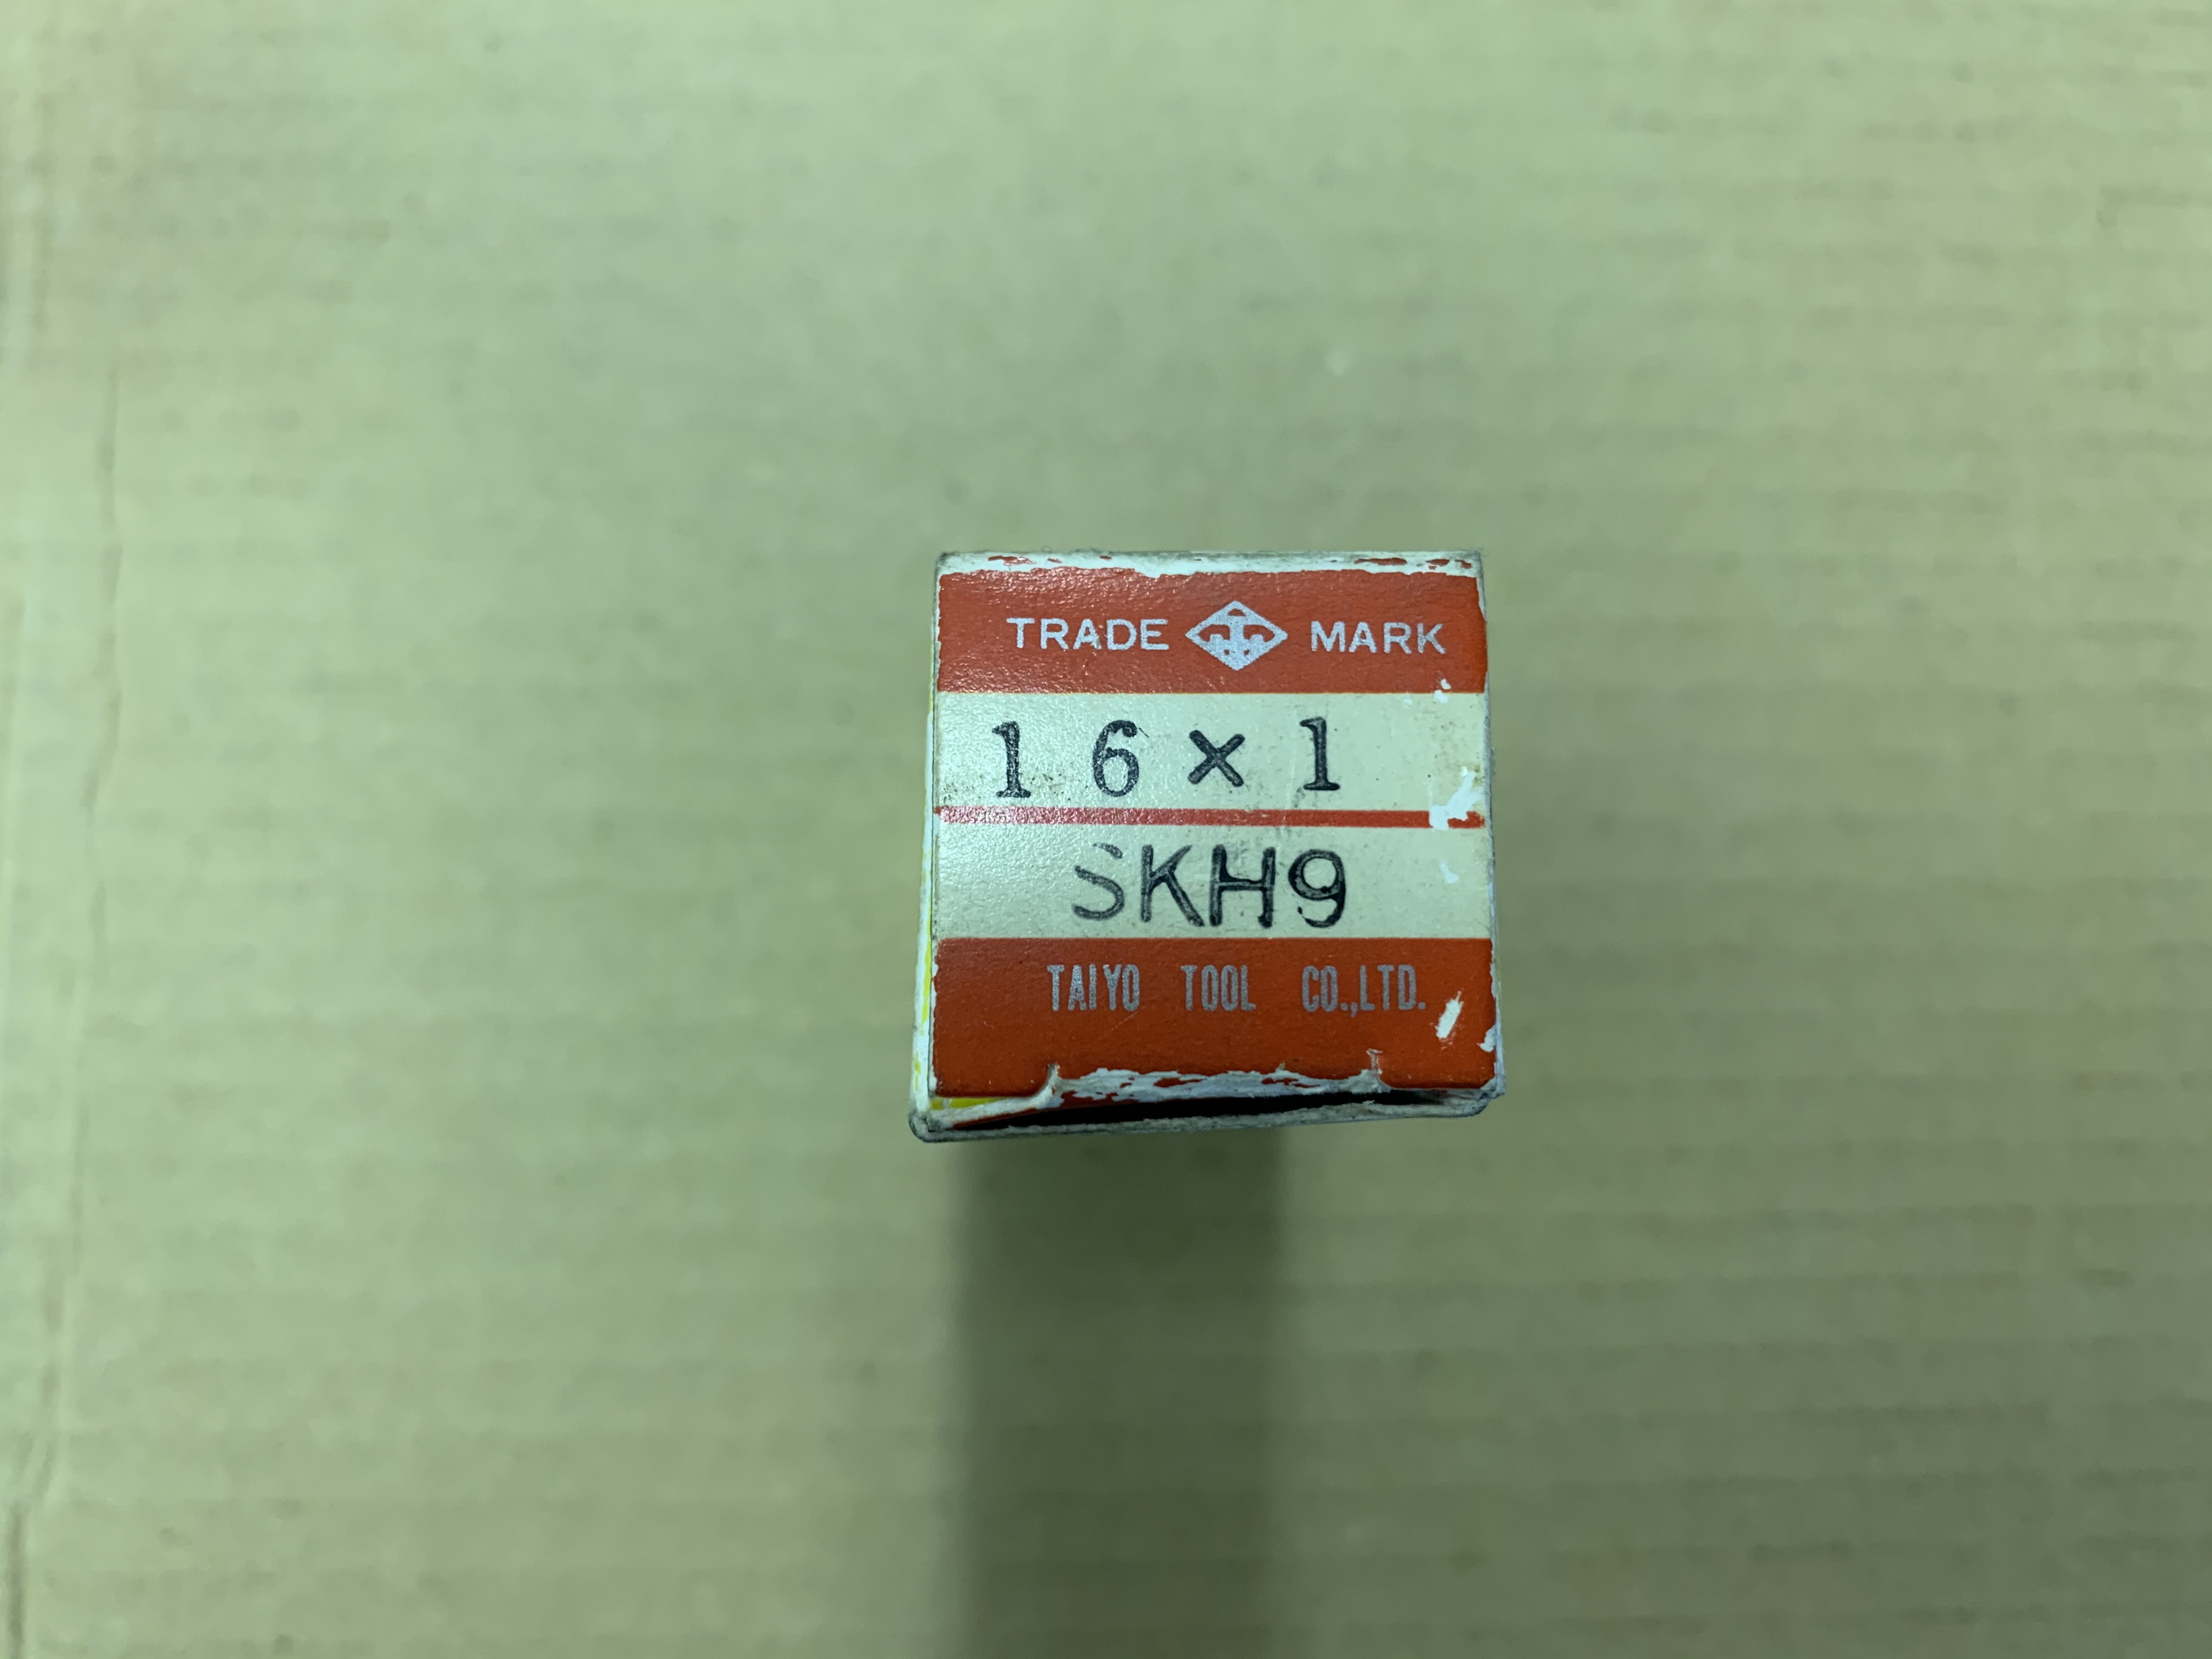 TRADE MARK
16×1
SKH9
TAIYO TOOL CO.,LTD.